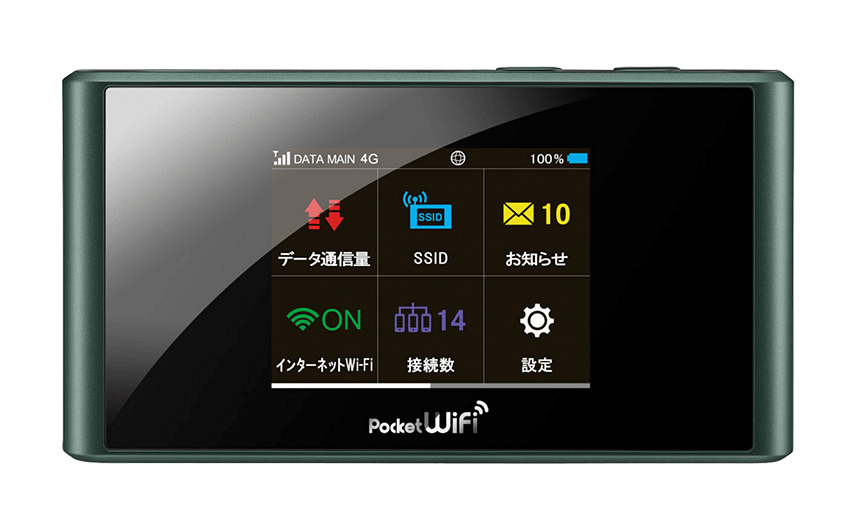 DATA MAIN 4G 100%
SSID 10
データ通信量 SSID お知らせ
ON 14
インターネットWi-Fi 接続数 設定
Pocket WiFi